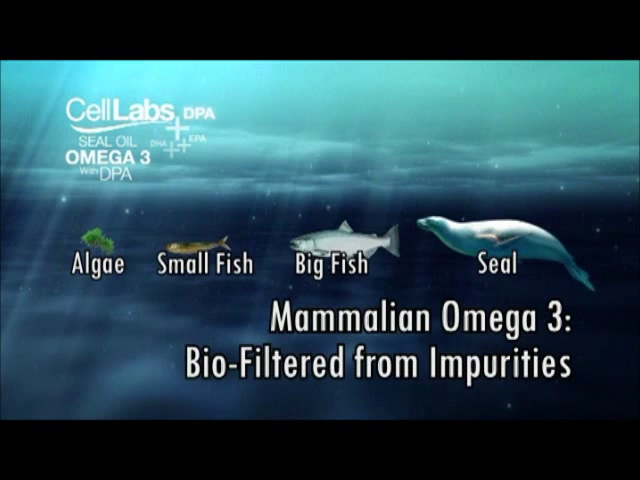 CellLabs DPA
SEAL OIL DHA EPA
OMEGA 3
With DPA
Algae Small Fish Big Fish Seal
Mammalian Omega 3:
Bio-Filtered from Impurities